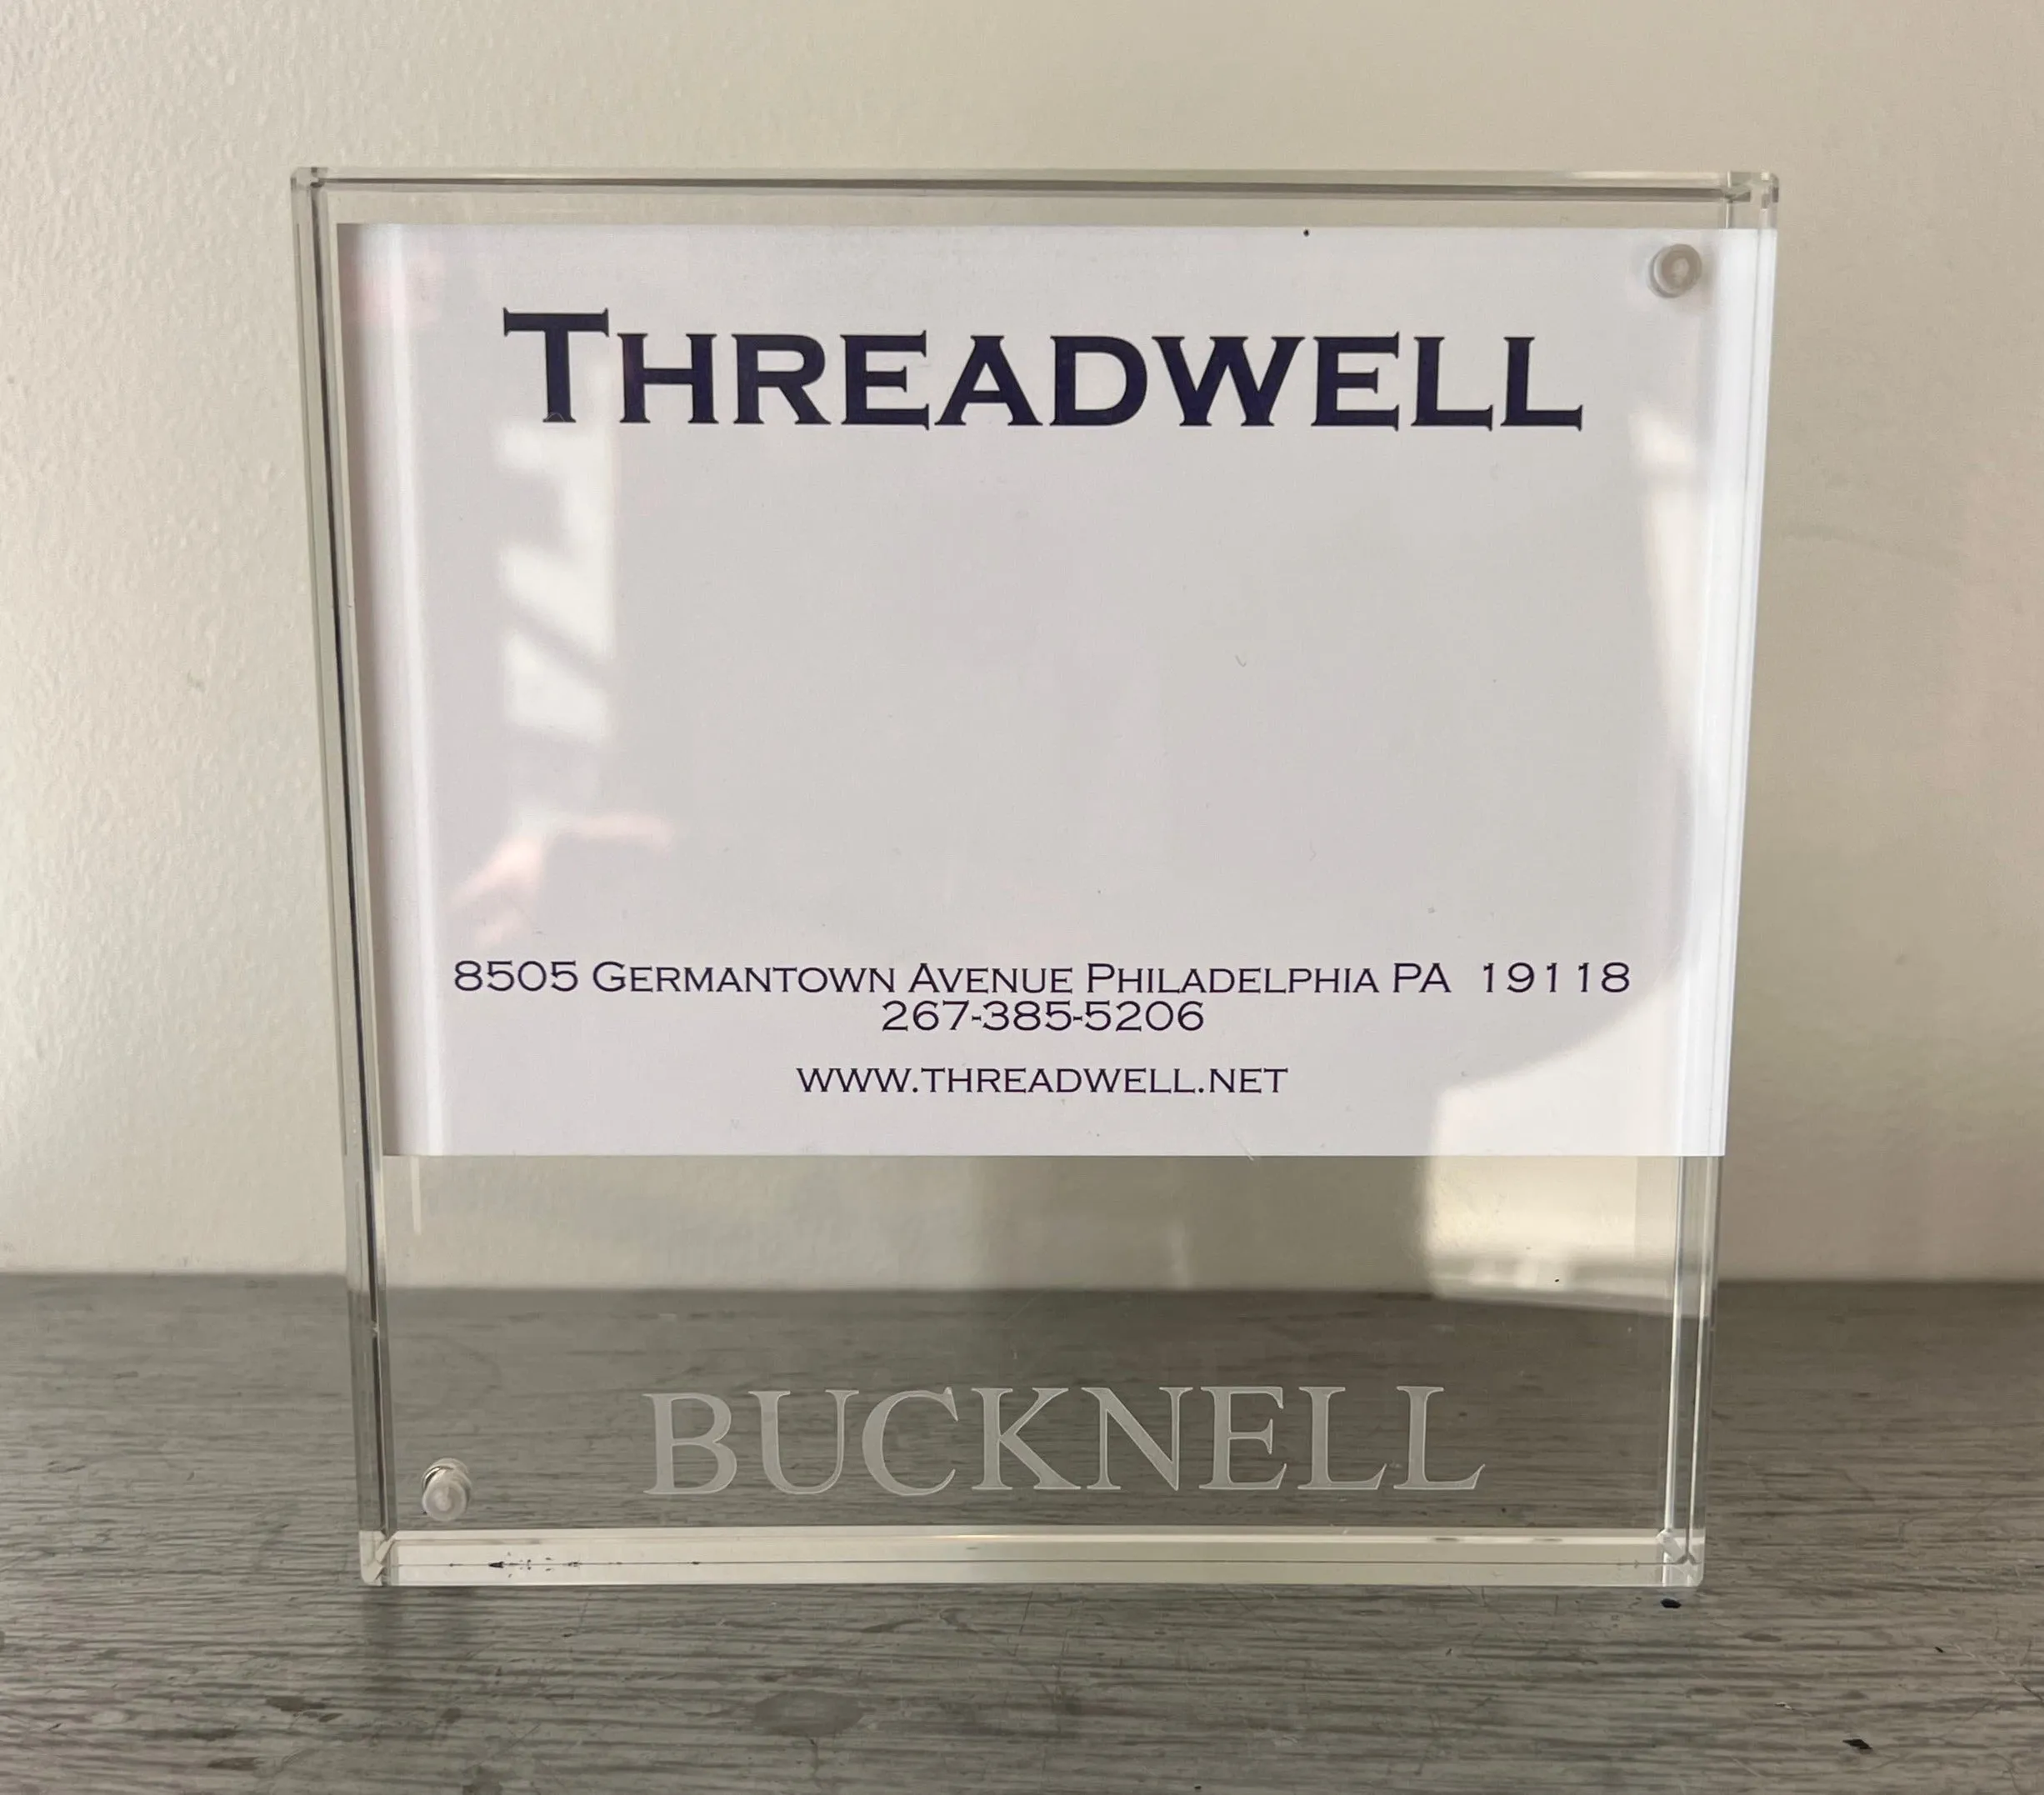 THREADWELL
8505 GERMANTOWN AVENUE PHILADELPHIA PA 19118
267-385-5206
WWW.THREADWELL.NET
BUCKNELL